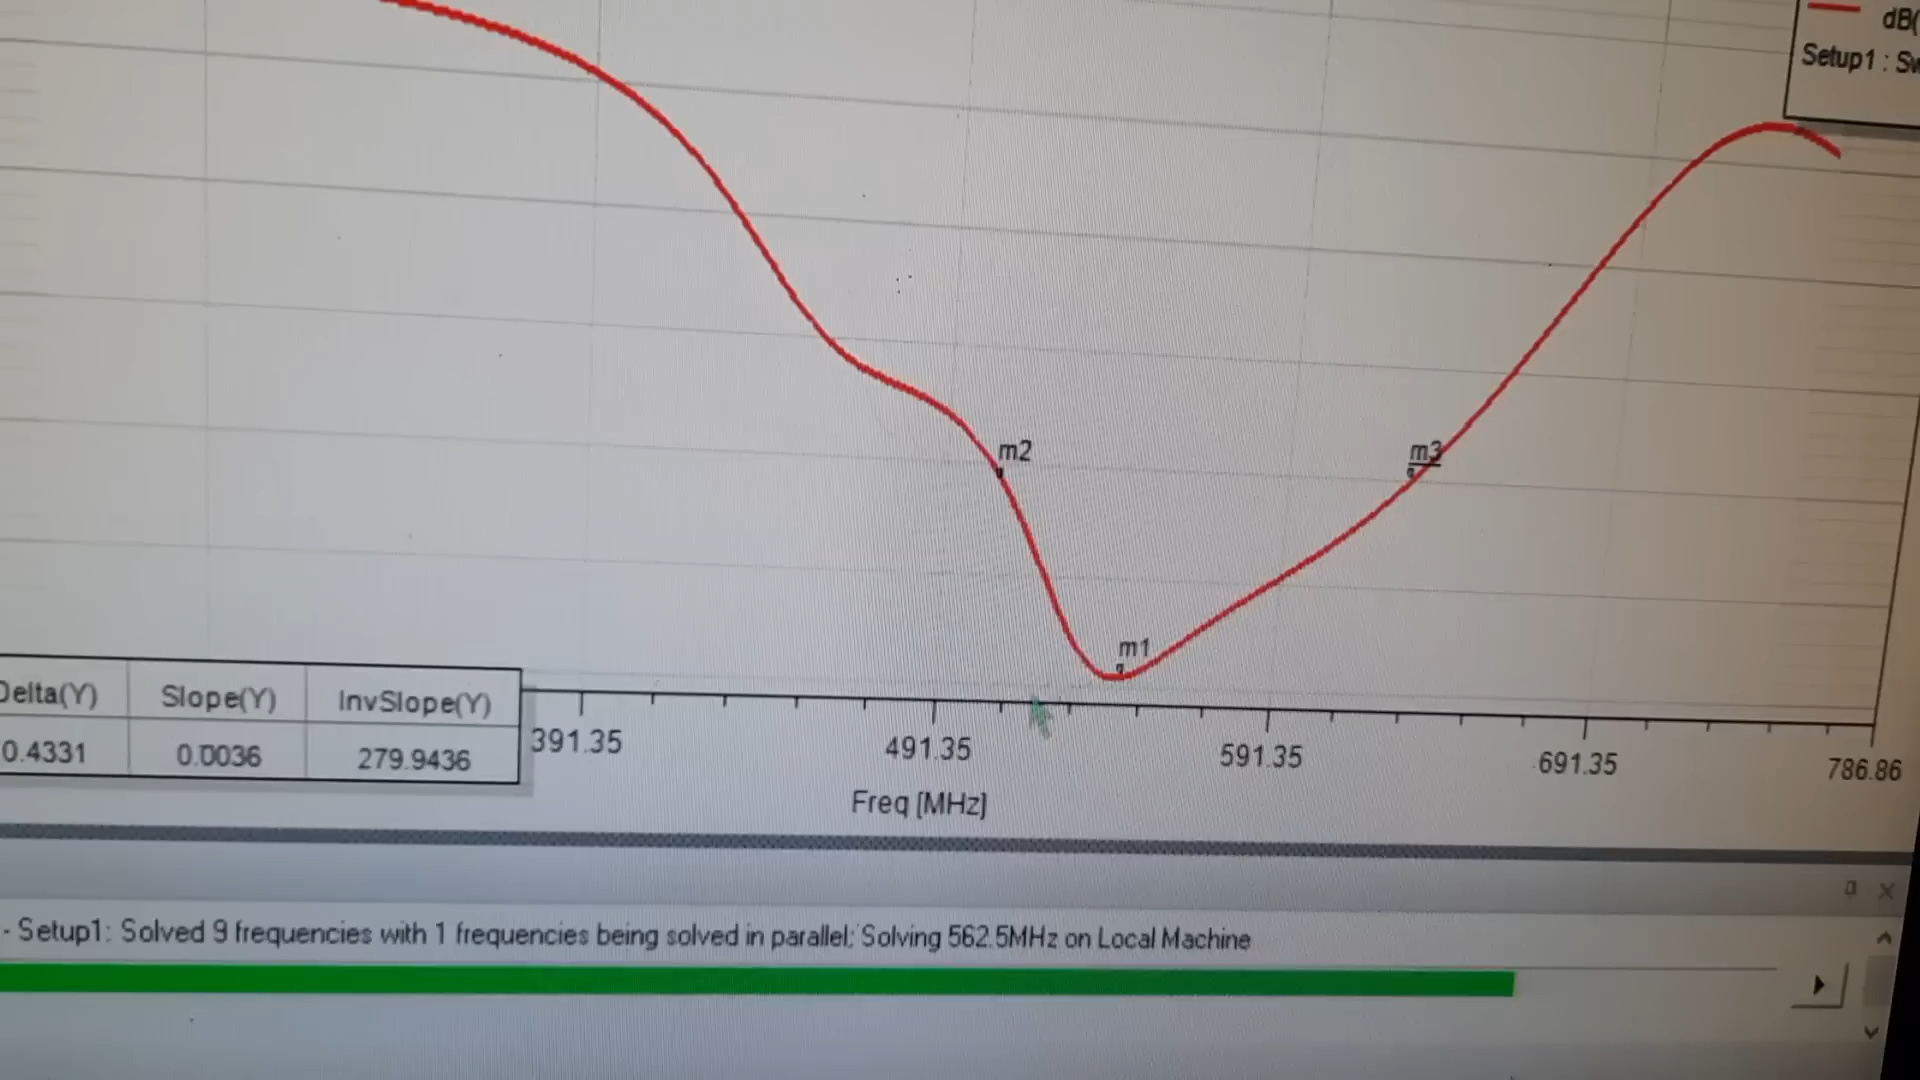 dB(
Setup1 : Sw
m2
m3
m1
Delta(Y) Slope(Y) InvSlope(Y)
0.4331 0.0036 279.9436
391.35 491.35 591.35 691.35 786.86
Freq [MHz]
- Setup1: Solved 9 frequencies with 1 frequencies being solved in parallel; Solving 562.5MHz on Local Machine